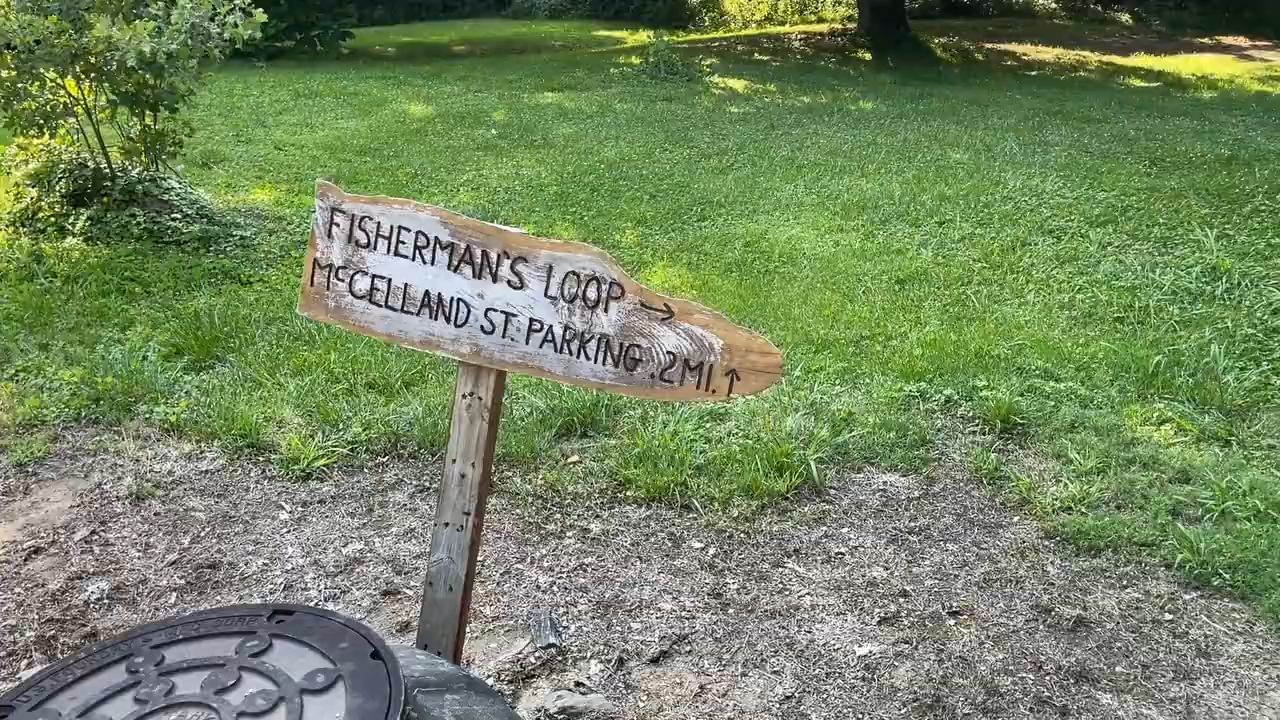 FISHERMAN'S LOOP →
McCELLAND ST. PARKING .2MI. ↑